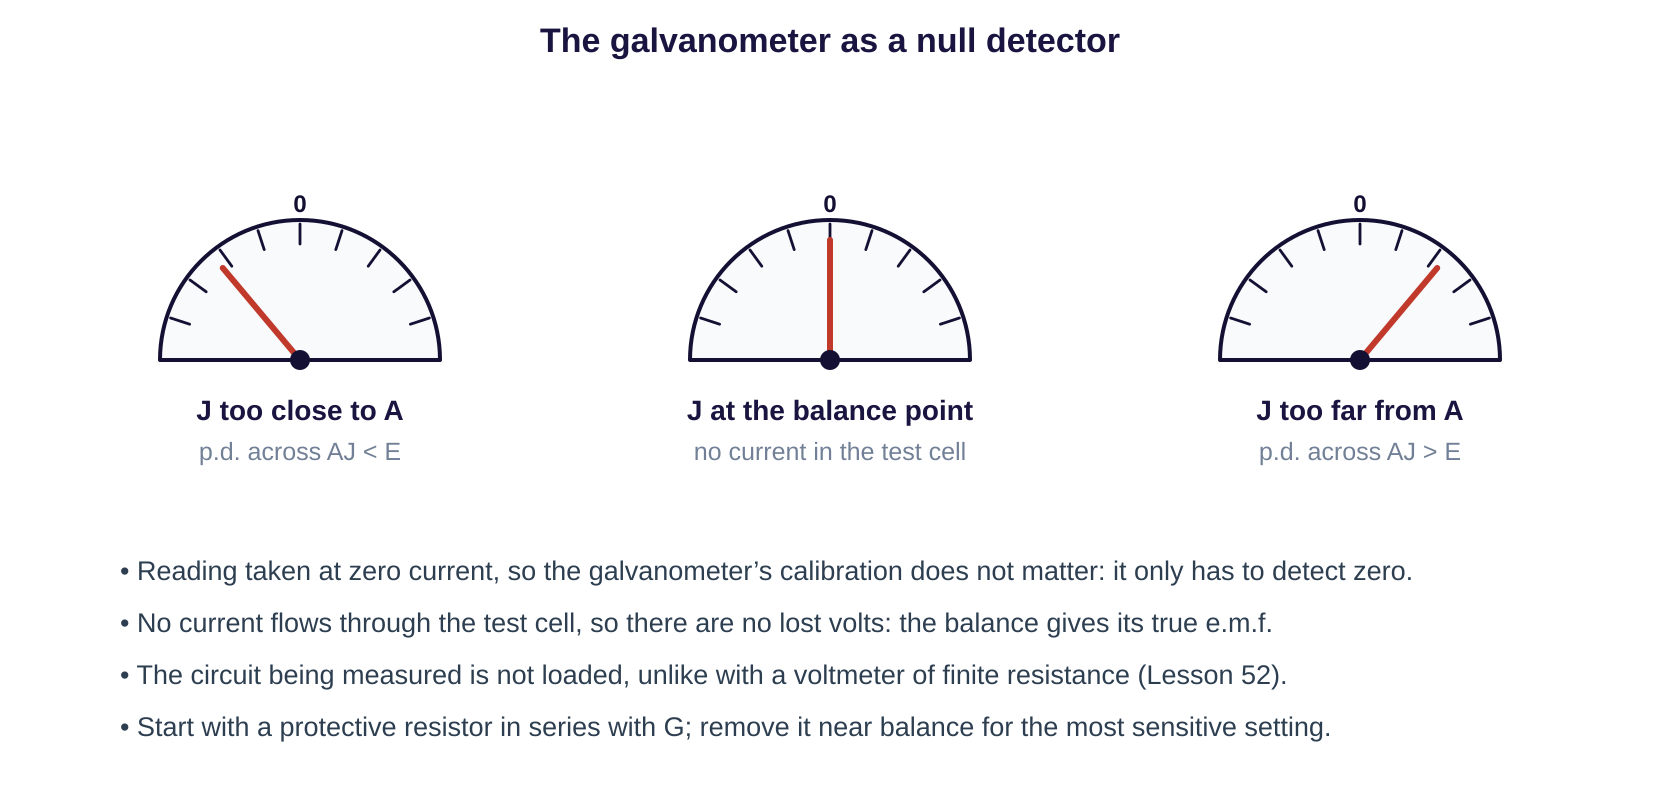 The galvanometer as a null detector
0 0 0
J too close to A J at the balance point J too far from A
p.d. across AJ < E no current in the test cell p.d. across AJ > E
• Reading taken at zero current, so the galvanometer’s calibration does not matter: it only has to detect zero.
• No current flows through the test cell, so there are no lost volts: the balance gives its true e.m.f.
• The circuit being measured is not loaded, unlike with a voltmeter of finite resistance (Lesson 52).
• Start with a protective resistor in series with G; remove it near balance for the most sensitive setting.